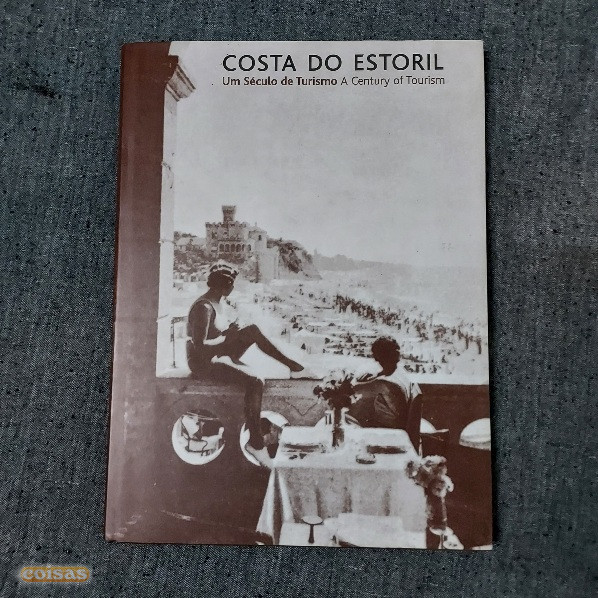 COSTA DO ESTORIL
Um Século de Turismo A Century of Tourism
coisas